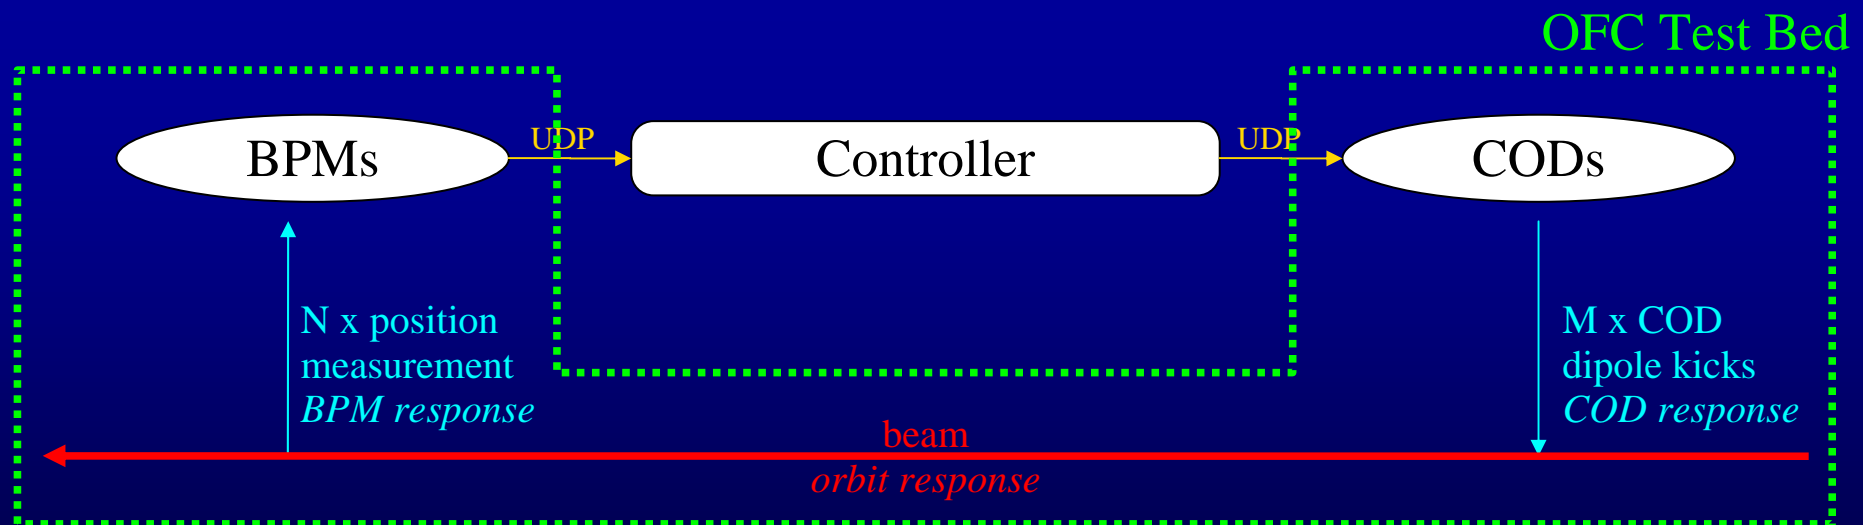 OFC Test Bed
BPMs
UDP
Controller
UDP
CODs
N x position
measurement
BPM response
M x COD
dipole kicks
COD response
beam
orbit response